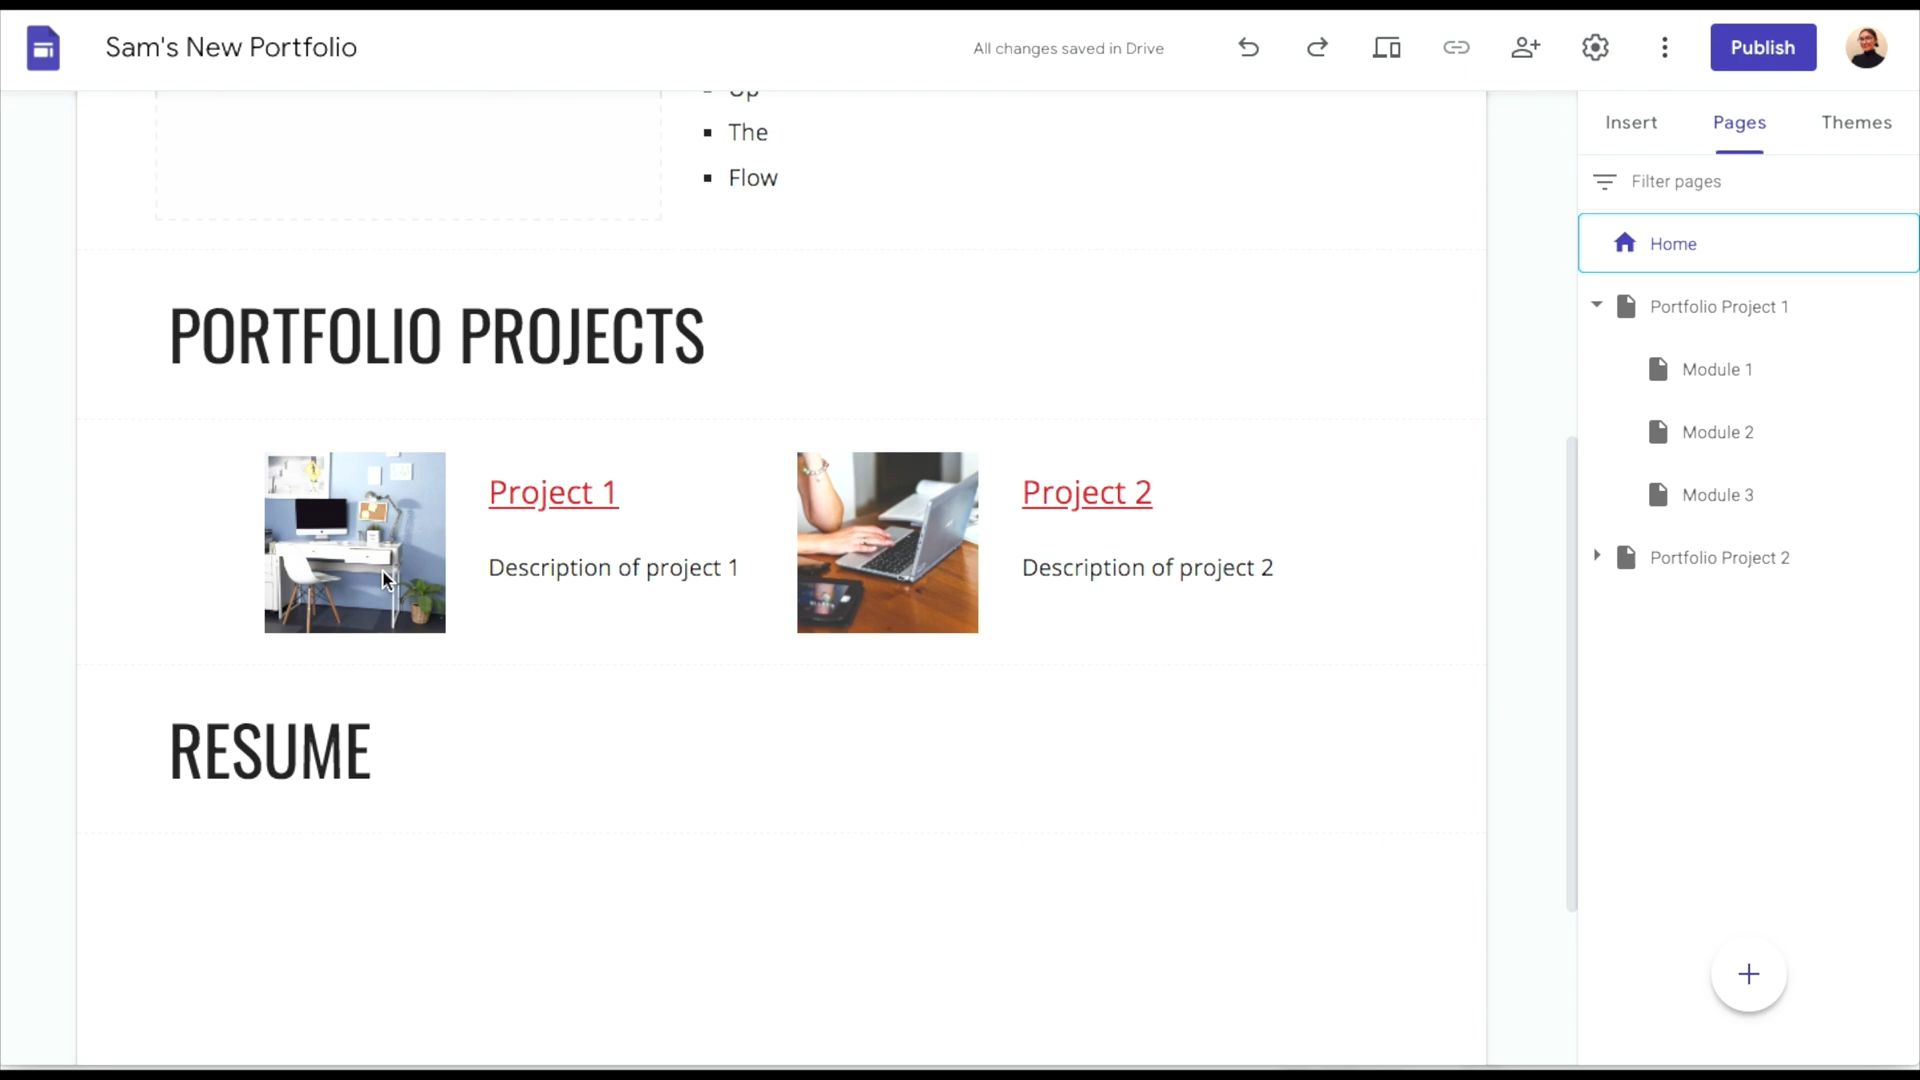 Sam's New Portfolio
All changes saved in Drive
Publish
Insert
Pages
Themes
Up
The
Flow
Filter pages
Home
Portfolio Project 1
Module 1
Module 2
Module 3
Portfolio Project 2
PORTFOLIO PROJECTS
Project 1
Description of project 1
Project 2
Description of project 2
RESUME